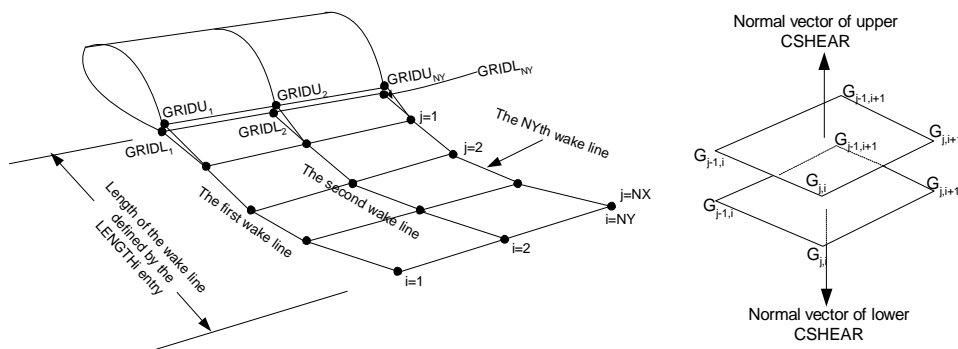 GRIDU1
GRIDU2
GRIDUNY
GRIDLNY
GRIDL1
GRIDL2
j=1
j=2
The NYth wake line
j=NX
i=NY
i=2
i=1
The first wake line
The second wake line
Length of the wake line
defined by the
LENGTHi entry
Normal vector of upper
CSHEAR
Gj-1,i+1
Gj,i+1
Gj-1,i
Gj,i
Gj-1,i+1
Gj,i+1
Gj-1,i
Gj,i
Normal vector of lower
CSHEAR